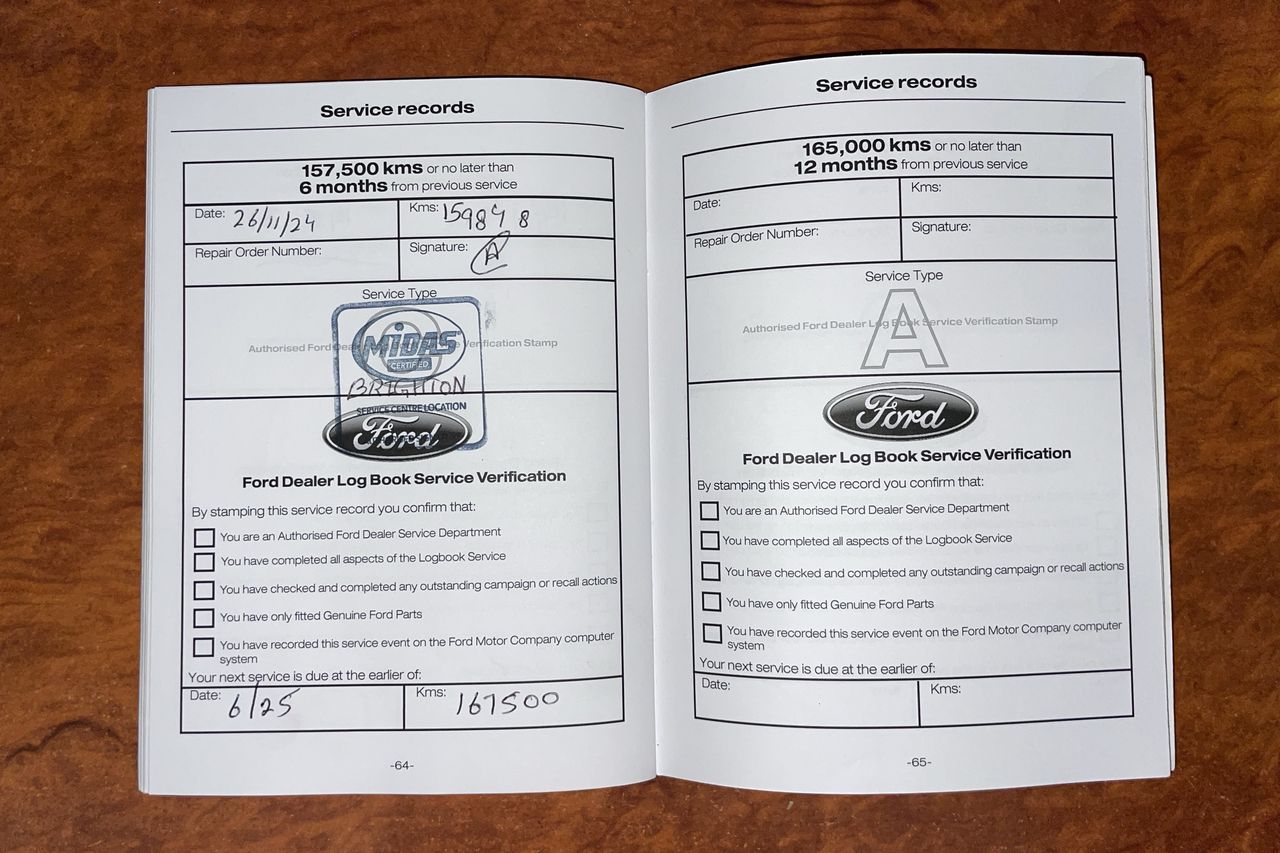 Service records
157,500 kms or no later than
6 months from previous service
Date: 26/11/24
Kms: 159848
Repair Order Number:
Signature:
Service Type
Authorised Ford Dea Verification Stamp
MiDAS
CERTIFIED
BRIGHTON
SERVICE CENTRE LOCATION
Ford
Ford Dealer Log Book Service Verification
By stamping this service record you confirm that:
You are an Authorised Ford Dealer Service Department
You have completed all aspects of the Logbook Service
You have checked and completed any outstanding campaign or recall actions
You have only fitted Genuine Ford Parts
You have recorded this service event on the Ford Motor Company computer
system
Your next service is due at the earlier of:
Date: 6/25
Kms: 167500
-64-
Service records
165,000 kms or no later than
12 months from previous service
Date:
Kms:
Repair Order Number:
Signature:
Service Type
A
Authorised Ford Dealer Log Book Service Verification Stamp
Ford
Ford Dealer Log Book Service Verification
By stamping this service record you confirm that:
You are an Authorised Ford Dealer Service Department
You have completed all aspects of the Logbook Service
You have checked and completed any outstanding campaign or recall actions
You have only fitted Genuine Ford Parts
You have recorded this service event on the Ford Motor Company computer
system
Your next service is due at the earlier of:
Date:
Kms:
-65-